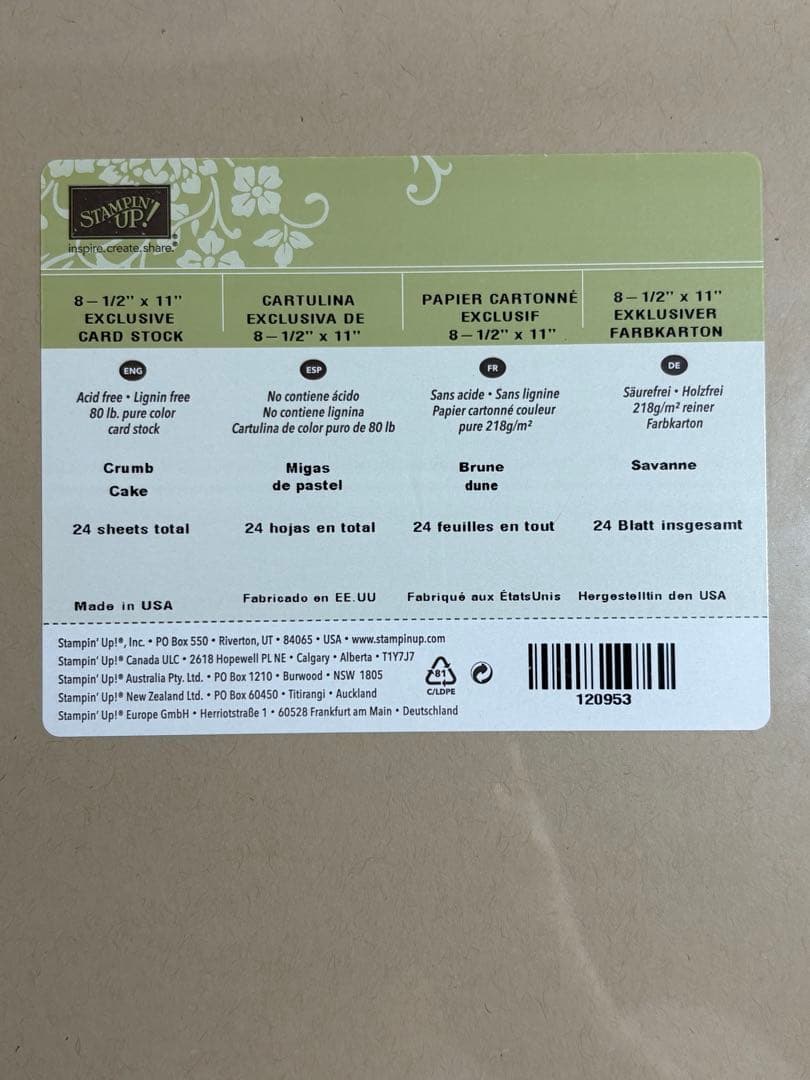 STAMPIN' UP!®
inspire.create.share.®
8-1/2" x 11"
EXCLUSIVE
CARD STOCK
ENG
Acid free • Lignin free
80 lb. pure color
card stock
Crumb
Cake
24 sheets total
Made in USA
CARTULINA
EXCLUSIVA DE
8-1/2" x 11"
ESP
No contiene ácido
No contiene lignina
Cartulina de color puro de 80 lb
Migas
de pastel
24 hojas en total
Fabricado en EE.UU
PAPIER CARTONNÉ
EXCLUSIF
8-1/2" x 11"
FR
Sans acide • Sans lignine
Papier cartonné couleur
pure 218g/m²
Brune
dune
24 feuilles en tout
Fabriqué aux ÉtatsUnis
8-1/2" x 11"
EXKLUSIVER
FARBKARTON
DE
Säurefrei • Holzfrei
218g/m² reiner
Farbkarton
Savanne
24 Blatt insgesamt
Hergestelltin den USA
Stampin' Up!®, Inc. • PO Box 550 • Riverton, UT • 84065 • USA • www.stampinup.com
Stampin' Up!® Canada ULC • 2618 Hopewell PL NE • Calgary • Alberta • T1Y7J7
Stampin' Up!® Australia Pty. Ltd. • PO Box 1210 • Burwood • NSW 1805
Stampin' Up!® New Zealand Ltd. • PO Box 60450 • Titirangi • Auckland
Stampin' Up!® Europe GmbH • Herriotstraße 1 • 60528 Frankfurt am Main • Deutschland
81
C/LDPE
120953